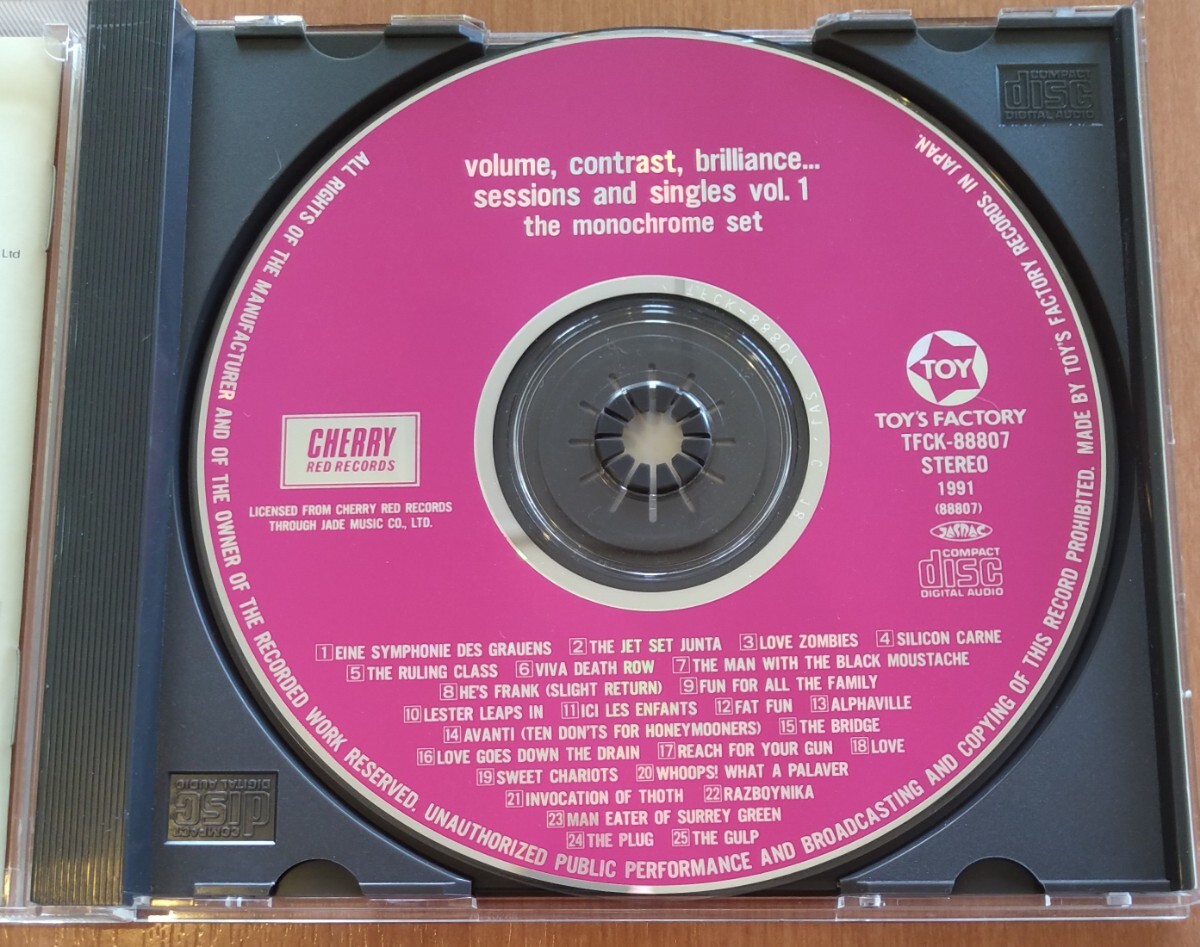 Ltd
COMPACT
disc
DIGITAL AUDIO
volume, contrast, brilliance...
sessions and singles vol. 1
the monochrome set
ALL RIGHTS OF THE MANUFACTURER AND OF THE OWNER OF THE RECORDED WORK RESERVED. UNAUTHORIZED PUBLIC PERFORMANCE AND BROADCASTING AND COPYING OF THIS RECORD PROHIBITED. MADE BY TOY'S FACTORY RECORDS. IN JAPAN.
TFCK-88807
TOY
TOY'S FACTORY
TFCK-88807
STEREO
1991
(88807)
JASRAC
COMPACT
disc
DIGITAL AUDIO
CHERRY
RED RECORDS
LICENSED FROM CHERRY RED RECORDS
THROUGH JADE MUSIC CO., LTD.
1 EINE SYMPHONIE DES GRAUENS 2 THE JET SET JUNTA 3 LOVE ZOMBIES 4 SILICON CARNE
5 THE RULING CLASS 6 VIVA DEATH ROW 7 THE MAN WITH THE BLACK MOUSTACHE
8 HE'S FRANK (SLIGHT RETURN) 9 FUN FOR ALL THE FAMILY
10 LESTER LEAPS IN 11 ICI LES ENFANTS 12 FAT FUN 13 ALPHAVILLE
14 AVANTI (TEN DON'TS FOR HONEYMOONERS) 15 THE BRIDGE
16 LOVE GOES DOWN THE DRAIN 17 REACH FOR YOUR GUN 18 LOVE
19 SWEET CHARIOTS 20 WHOOPS! WHAT A PALAVER
21 INVOCATION OF THOTH 22 RAZBOYNIKA
23 MAN EATER OF SURREY GREEN
24 THE PLUG 25 THE GULP
COMPACT
disc
DIGITAL AUDIO